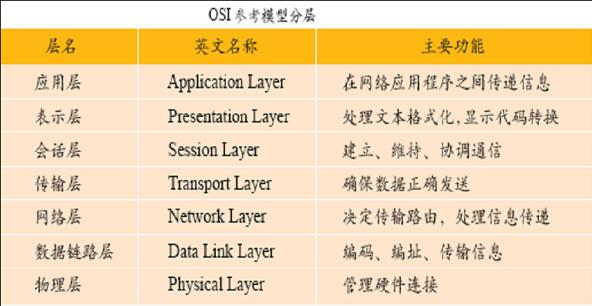 OSI参考模型分层
层名 英文名称 主要功能
应用层 Application Layer 在网络应用程序之间传递信息
表示层 Presentation Layer 处理文本格式化,显示代码转换
会话层 Session Layer 建立、维持、协调通信
传输层 Transport Layer 确保数据正确发送
网络层 Network Layer 决定传输路由,处理信息传递
数据链路层 Data Link Layer 编码、编址、传输信息
物理层 Physical Layer 管理硬件连接